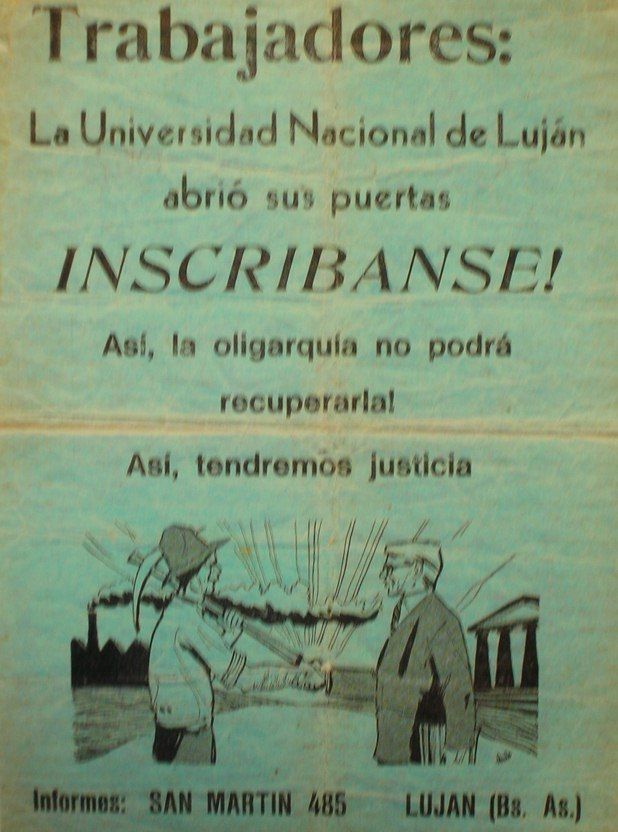 Trabajadores:
La Universidad Nacional de Luján
abrió sus puertas
INSCRIBANSE!
Así, la oligarquía no podrá
recuperarla!
Así, tendremos justicia
Informes: SAN MARTIN 485 LUJAN (Bs. As.)